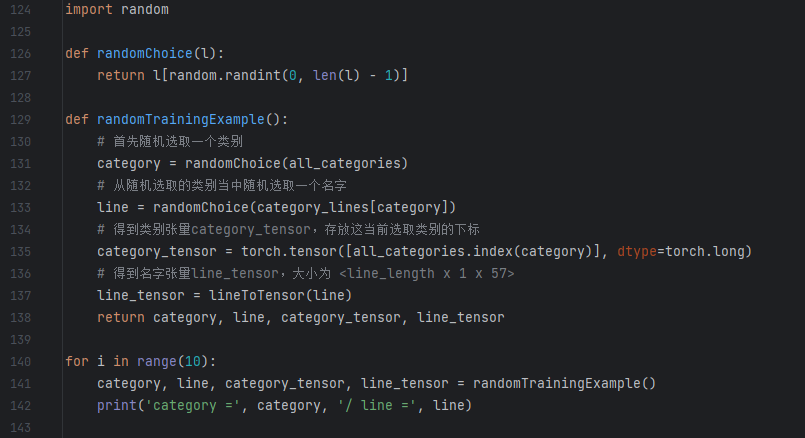 124 import random
125
126 def randomChoice(l):
127     return l[random.randint(0, len(l) - 1)]
128
129 def randomTrainingExample():
130     # 首先随机选取一个类别
131     category = randomChoice(all_categories)
132     # 从随机选取的类别当中随机选取一个名字
133     line = randomChoice(category_lines[category])
134     # 得到类别张量category_tensor，存放这当前选取类别的下标
135     category_tensor = torch.tensor([all_categories.index(category)], dtype=torch.long)
136     # 得到名字张量line_tensor，大小为 <line_length x 1 x 57>
137     line_tensor = lineToTensor(line)
138     return category, line, category_tensor, line_tensor
139
140 for i in range(10):
141     category, line, category_tensor, line_tensor = randomTrainingExample()
142     print('category =', category, '/ line =', line)
143